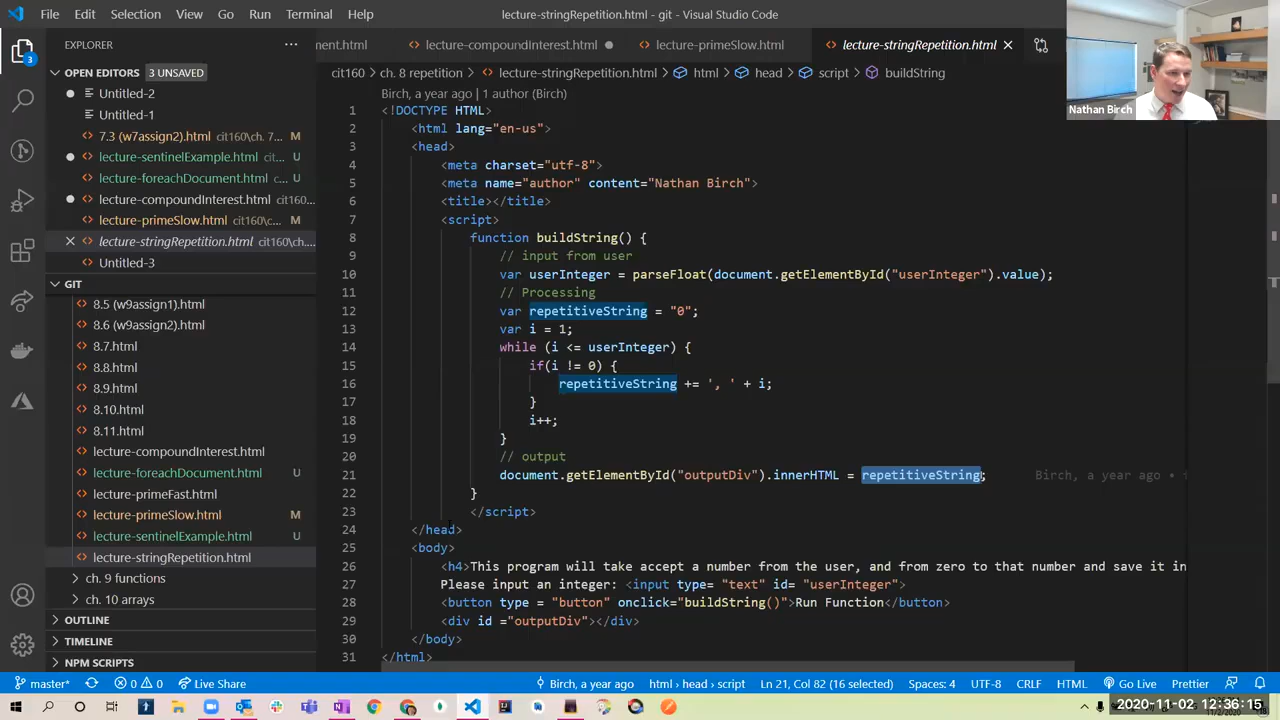 File Edit Selection View Go Run Terminal Help
lecture-stringRepetition.html - git - Visual Studio Code
EXPLORER
ment.html lecture-compoundInterest.html lecture-primeSlow.html lecture-stringRepetition.html
OPEN EDITORS 3 UNSAVED
cit160 > ch. 8 repetition > lecture-stringRepetition.html > html > head > script > buildString
Nathan Birch
3
Untitled-2
Untitled-1
7.3 (w7assign2).html cit160\ch. 7... M
lecture-sentinelExample.html cit... U
lecture-foreachDocument.html c... U
lecture-compoundInterest.html cit160...
lecture-primeSlow.html cit160\ch... M
lecture-stringRepetition.html cit160\ch....
Untitled-3
GIT
8.5 (w9assign1).html
8.6 (w9assign2).html
8.7.html
8.8.html
8.9.html
8.10.html
8.11.html
lecture-compoundInterest.html
lecture-foreachDocument.html U
lecture-primeFast.html
lecture-primeSlow.html M
lecture-sentinelExample.html U
lecture-stringRepetition.html
ch. 9 functions
ch. 10 arrays
OUTLINE
TIMELINE
NPM SCRIPTS
Birch, a year ago | 1 author (Birch)
1 <!DOCTYPE HTML>
2 <html lang="en-us">
3 <head>
4 <meta charset="utf-8">
5 <meta name="author" content="Nathan Birch">
6 <title></title>
7 <script>
8 function buildString() {
9 // input from user
10 var userInteger = parseFloat(document.getElementById("userInteger").value);
11 // Processing
12 var repetitiveString = "0";
13 var i = 1;
14 while (i <= userInteger) {
15 if(i != 0) {
16 repetitiveString += ', ' + i;
17 }
18 i++;
19 }
20 // output
21 document.getElementById("outputDiv").innerHTML = repetitiveString; Birch, a year ago •
22 }
23 </script>
24 </head>
25 <body>
26 <h4>This program will take accept a number from the user, and from zero to that number and save it in
27 Please input an integer: <input type= "text" id= "userInteger">
28 <button type = "button" onclick="buildString()">Run Function</button>
29 <div id ="outputDiv"></div>
30 </body>
31 </html>
master* 0 0 Live Share Birch, a year ago html > head > script Ln 21, Col 82 (16 selected) Spaces: 4 UTF-8 CRLF HTML Go Live Prettier
2020-11-02 12:36:15